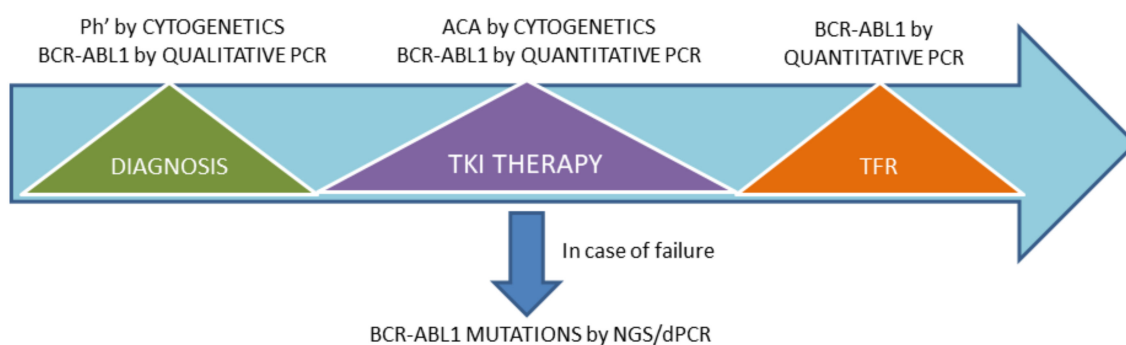 Ph’ by CYTOGENETICS
BCR-ABL1 by QUALITATIVE PCR
ACA by CYTOGENETICS
BCR-ABL1 by QUANTITATIVE PCR
BCR-ABL1 by
QUANTITATIVE PCR
DIAGNOSIS
TKI THERAPY
TFR
In case of failure
BCR-ABL1 MUTATIONS by NGS/dPCR